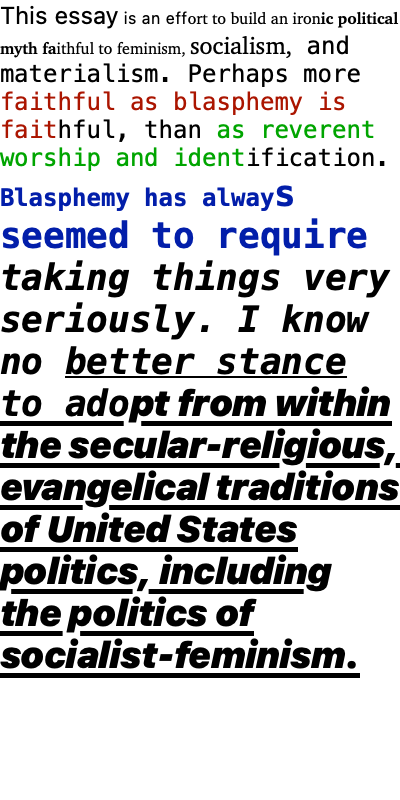 This essay is an effort to build an ironic political
myth faithful to feminism, socialism, and
materialism. Perhaps more
faithful as blasphemy is
faithful, than as reverent
worship and identification.
Blasphemy has always
seemed to require
taking things very
seriously. I know
no better stance
to adopt from within
the secular-religious,
evangelical traditions
of United States
politics, including
the politics of
socialist-feminism.